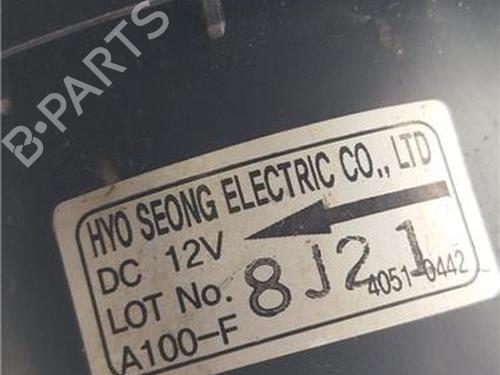 B-PARTS
HYO SEONG ELECTRIC CO., LTD
DC 12V
LOT No. 8J21
A100-F 4051-0442